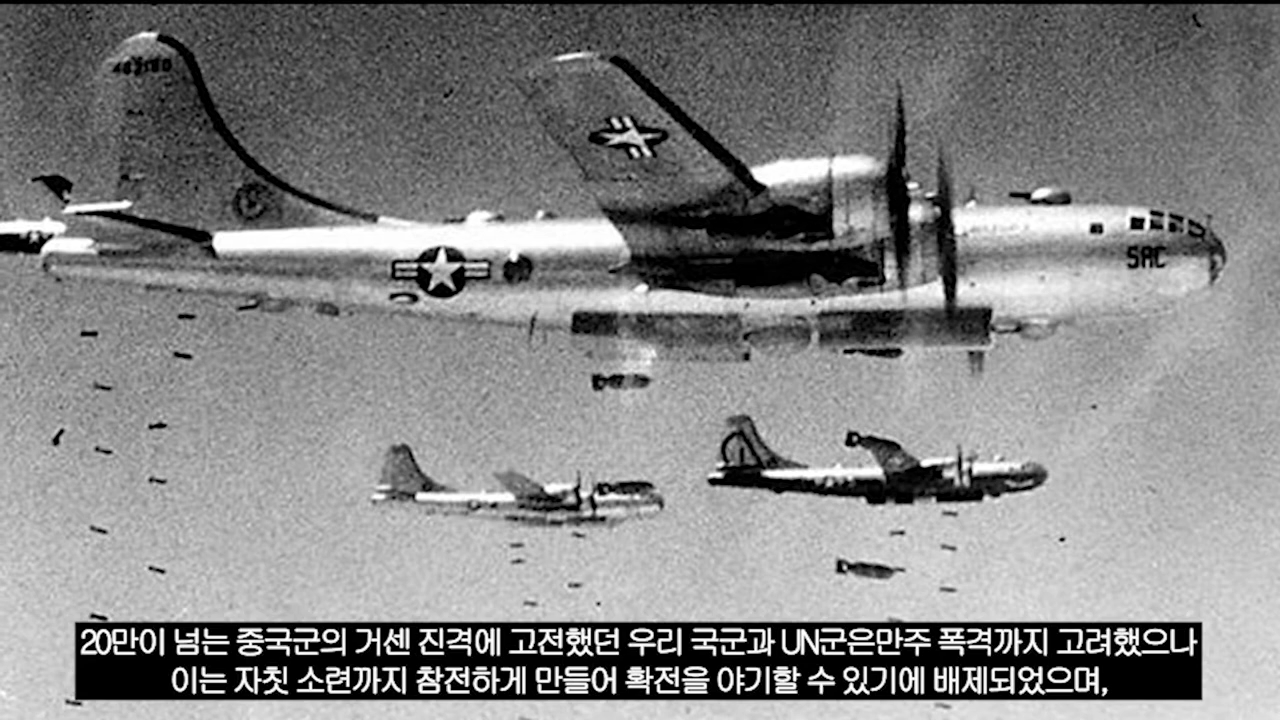 SAC
20만이 넘는 중국군의 거센 진격에 고전했던 우리 국군과 UN군은만주 폭격까지 고려했으나
이는 자칫 소련까지 참전하게 만들어 확전을 야기할 수 있기에 배제되었으며,